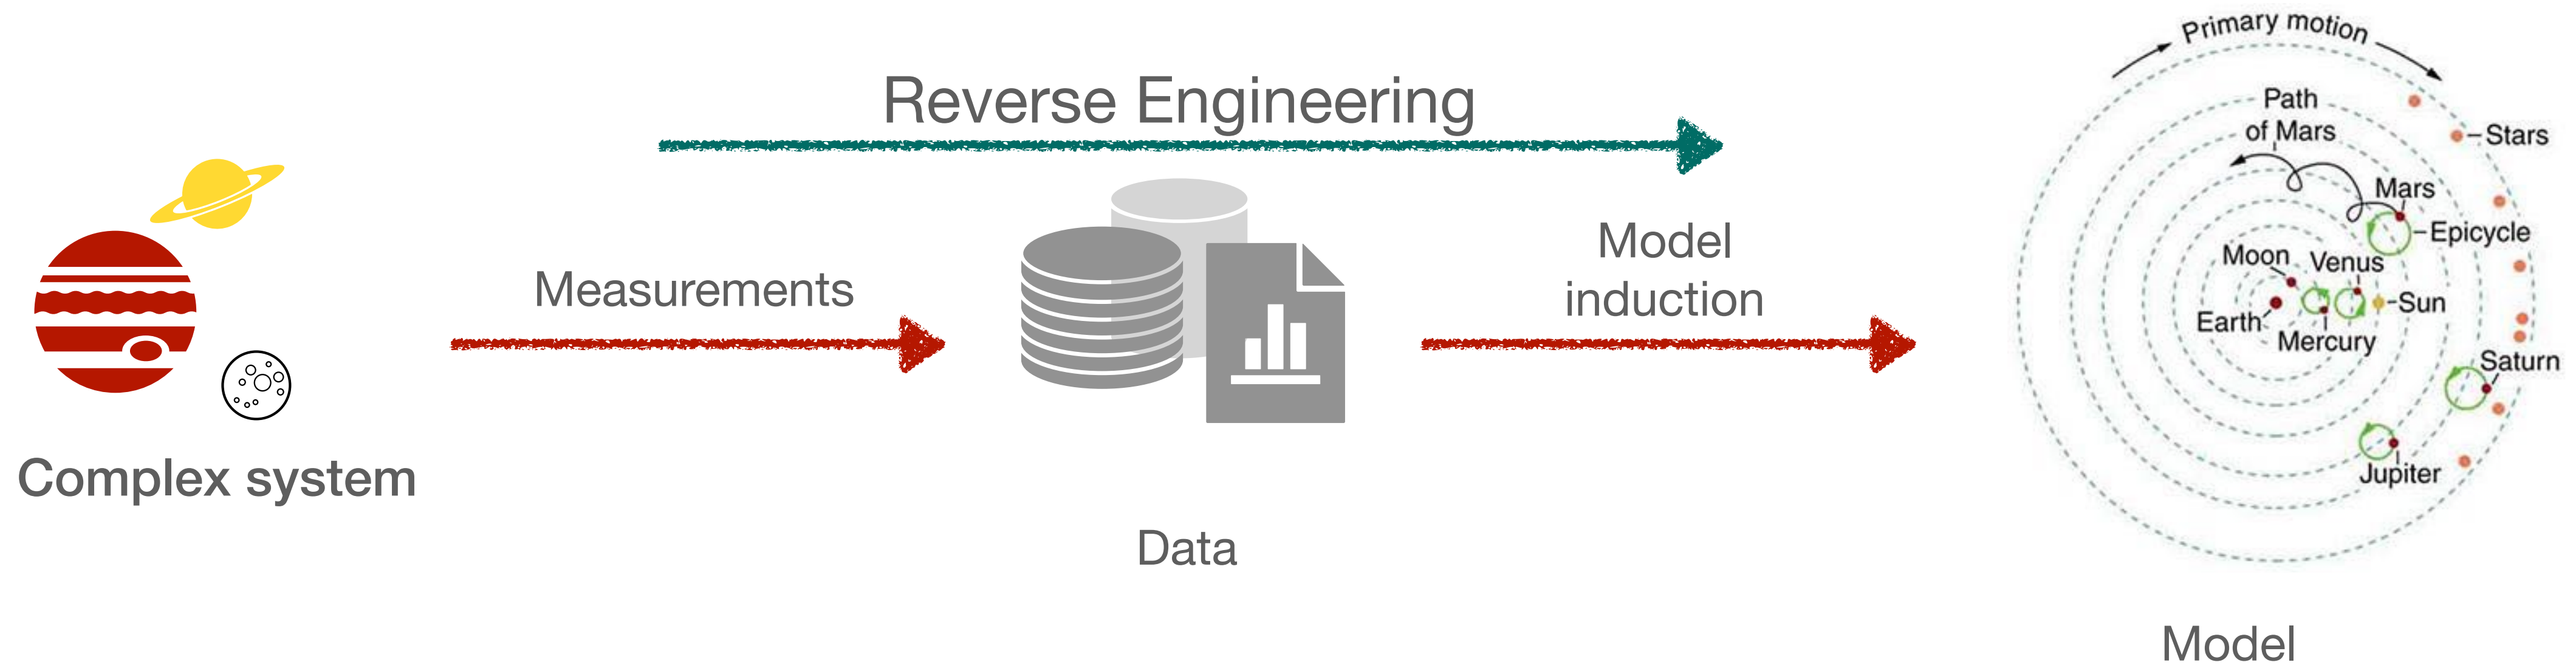 Reverse Engineering
Measurements
Model
induction
Complex system
Data
Primary motion
Path
of Mars
Stars
Mars
Epicycle
Moon
Venus
Sun
Earth
Mercury
Saturn
Jupiter
Model